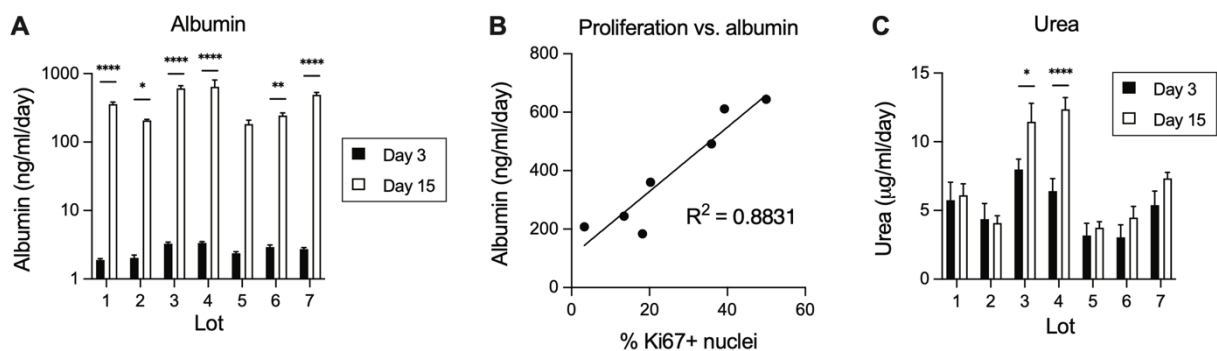 A
Albumin
Albumin (ng/ml/day)
1000
100
10
1
****
*
****
****
**
****
1 2 3 4 5 6 7
Lot
Day 3
Day 15
B
Proliferation vs. albumin
Albumin (ng/ml/day)
800
600
400
200
0
R² = 0.8831
0 20 40 60
% Ki67+ nuclei
C
Urea
Urea (μg/ml/day)
15
10
5
0
*
****
1 2 3 4 5 6 7
Lot
Day 3
Day 15